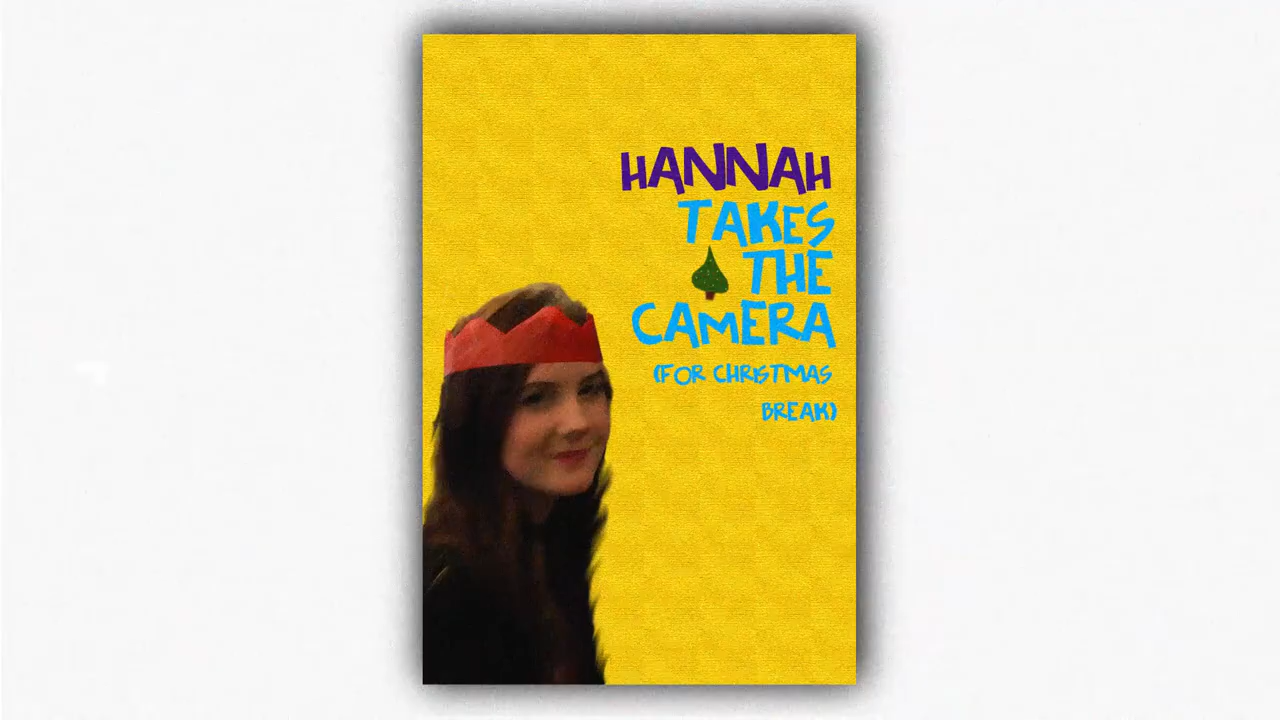 HANNAH
TAKES
THE
CAMERA
(FOR CHRISTMAS
BREAK)